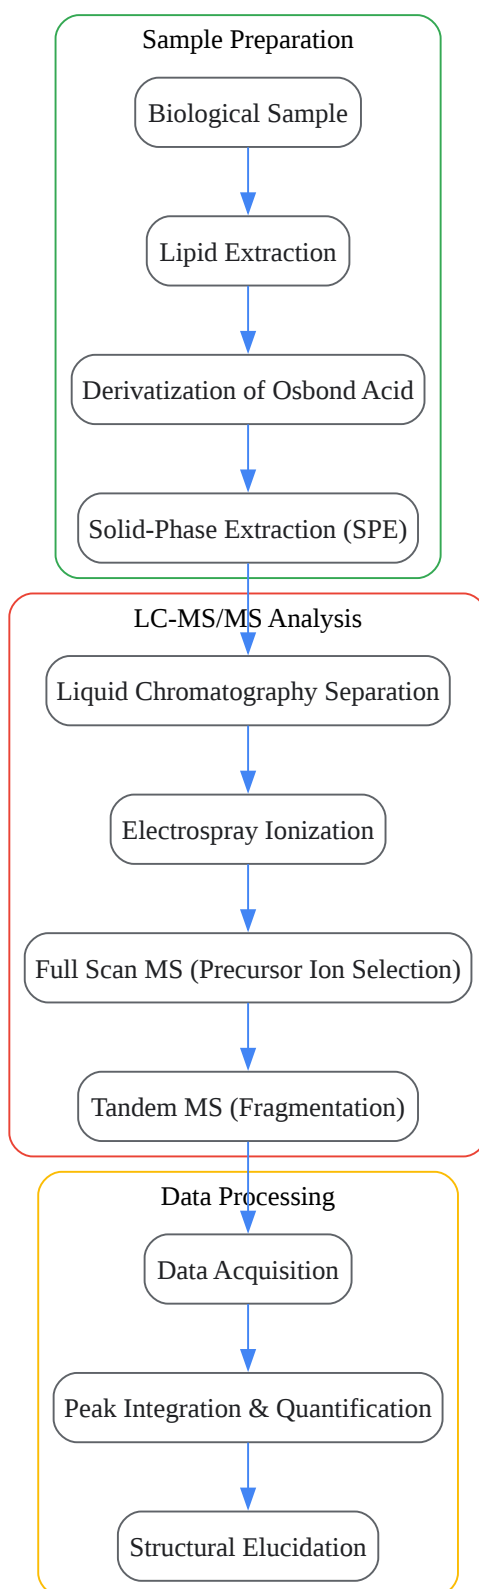 Sample Preparation
Biological Sample
Lipid Extraction
Derivatization of Osbond Acid
Solid-Phase Extraction (SPE)
LC-MS/MS Analysis
Liquid Chromatography Separation
Electrospray Ionization
Full Scan MS (Precursor Ion Selection)
Tandem MS (Fragmentation)
Data Processing
Data Acquisition
Peak Integration & Quantification
Structural Elucidation